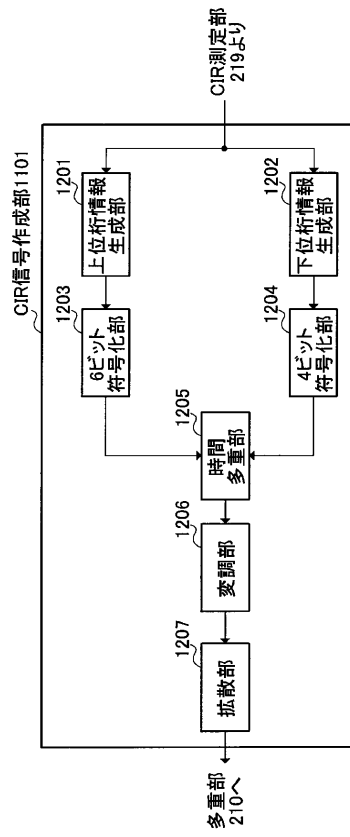 CIR信号作成部1101
CIR測定部
219より
1201
上位桁情報
生成部
1202
下位桁情報
生成部
1203
6ビット
符号化部
1204
4ビット
符号化部
1205
時間
多重部
1206
変調部
1207
拡散部
多重部
210へ